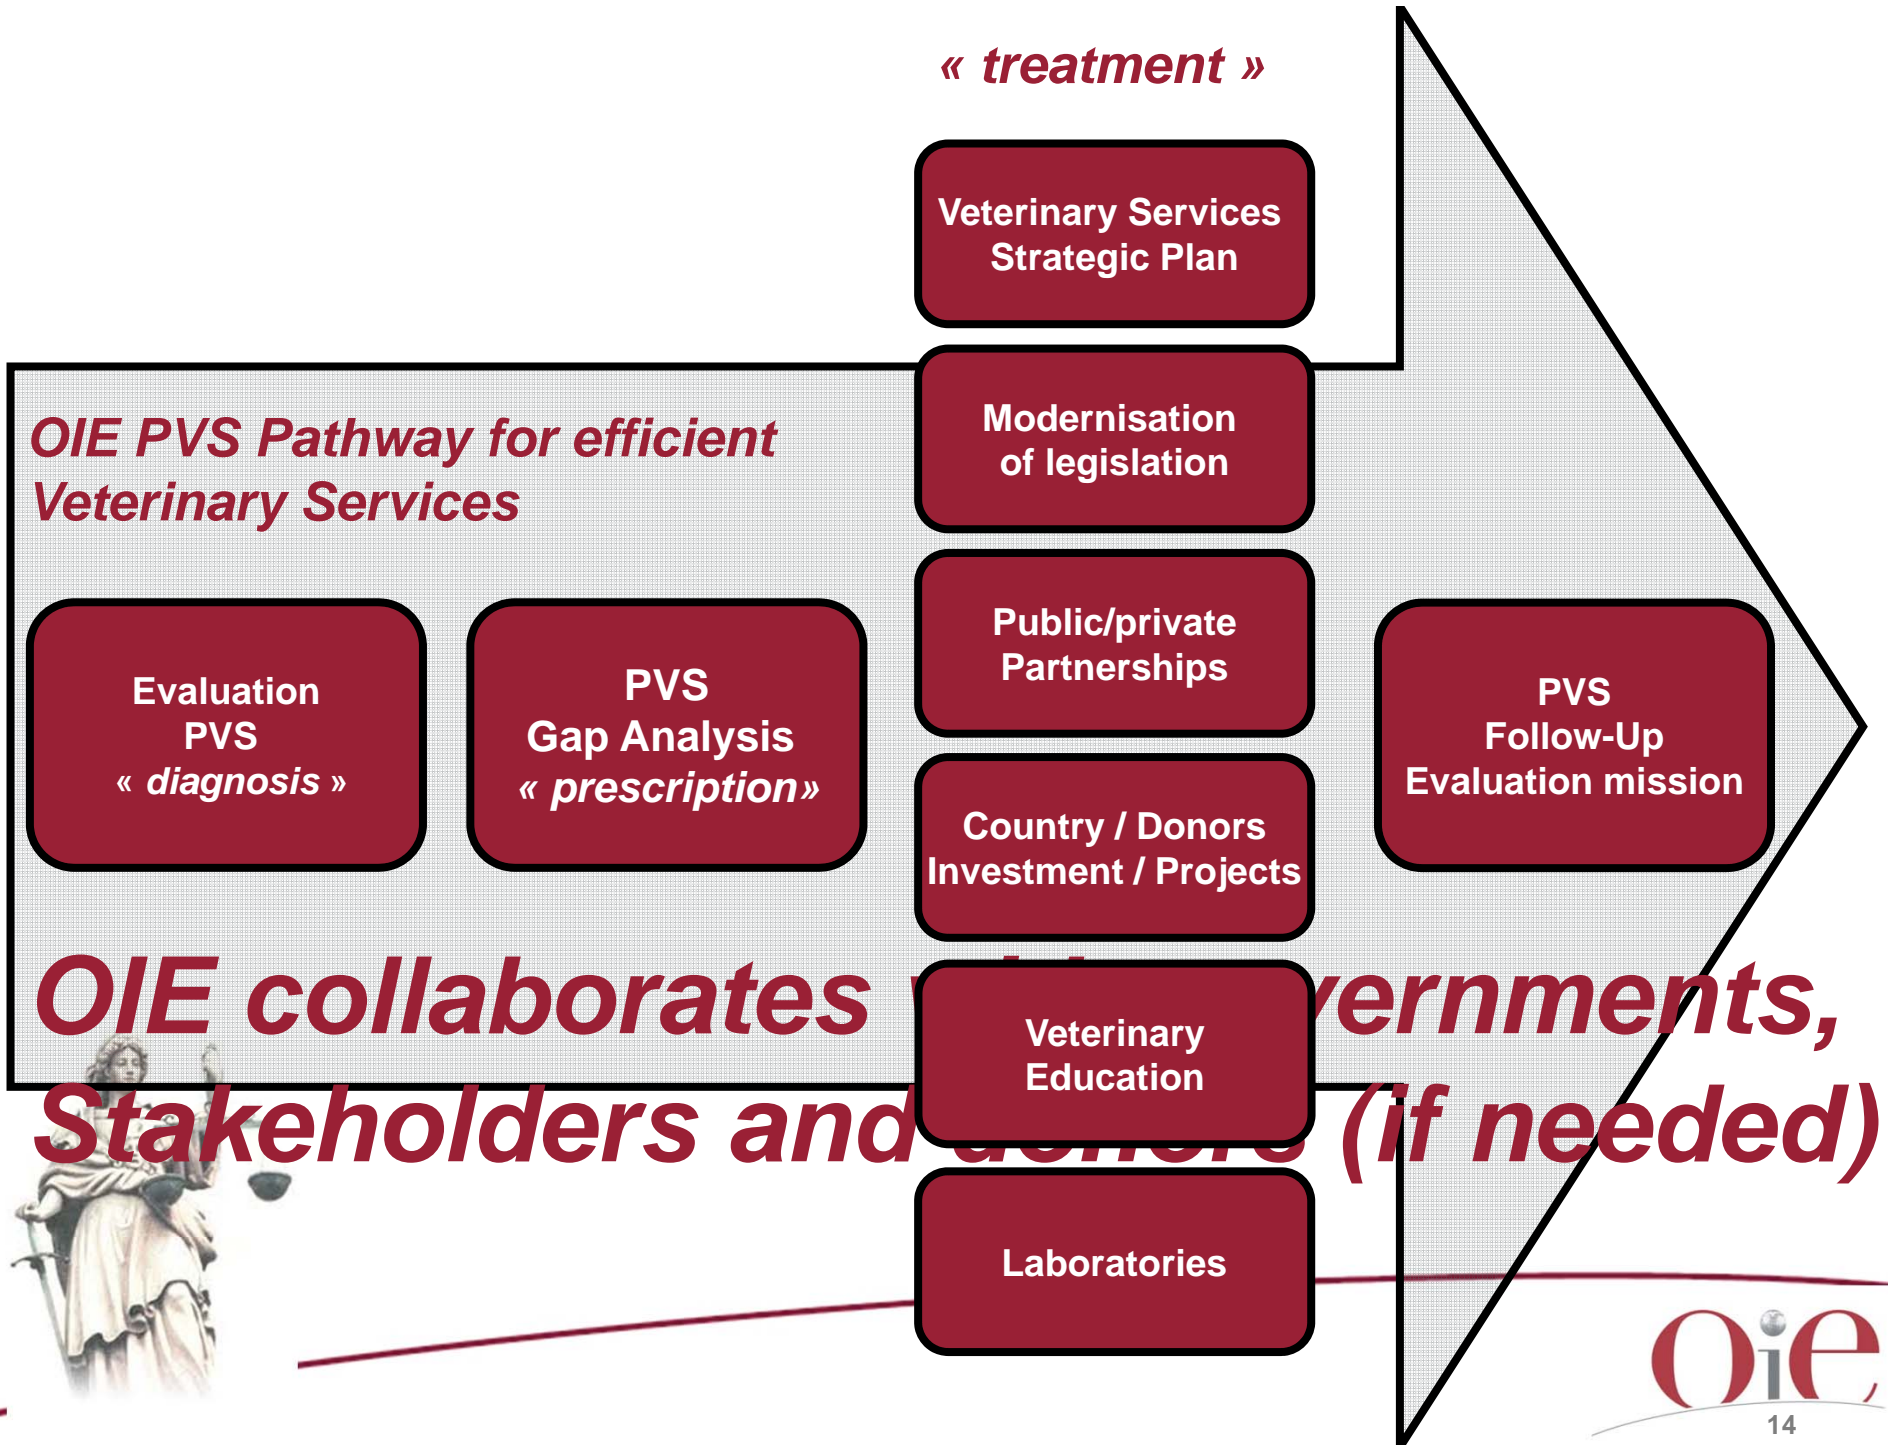 « treatment »
Veterinary Services
Strategic Plan
OIE PVS Pathway for efficient
Veterinary Services
Modernisation
of legislation
Public/private
Partnerships
Evaluation
PVS
« diagnosis »
PVS
Gap Analysis
« prescription»
Country / Donors
Investment / Projects
PVS
Follow-Up
Evaluation mission
OIE collaborates
Stakeholders and (if needed)
Veterinary
Education
Laboratories
Oie
14